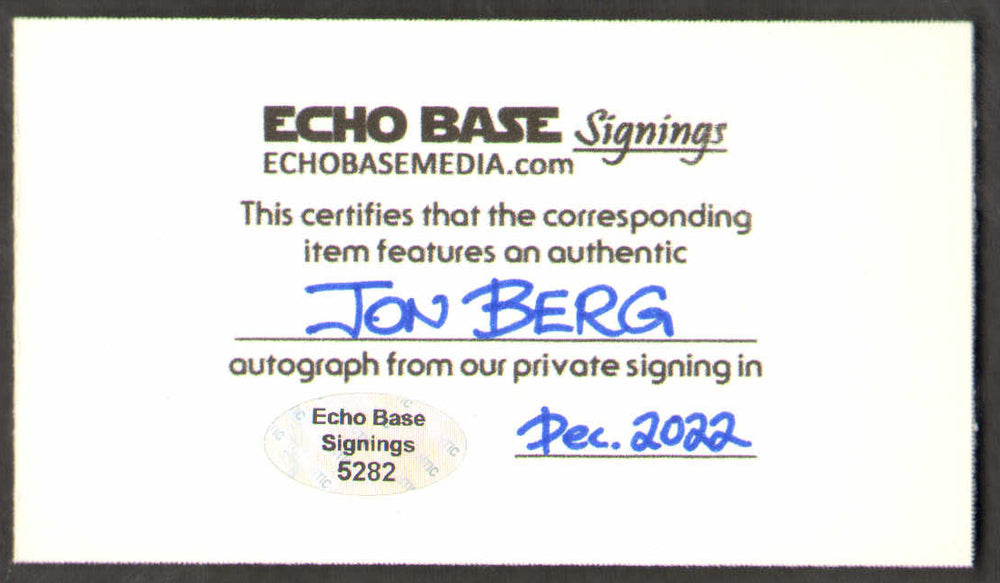 ECHO BASE Signings
ECHOBASEMEDIA.com
This certifies that the corresponding
item features an authentic
JON BERG
autograph from our private signing in
Dec. 2022
Echo Base
Signings
5282